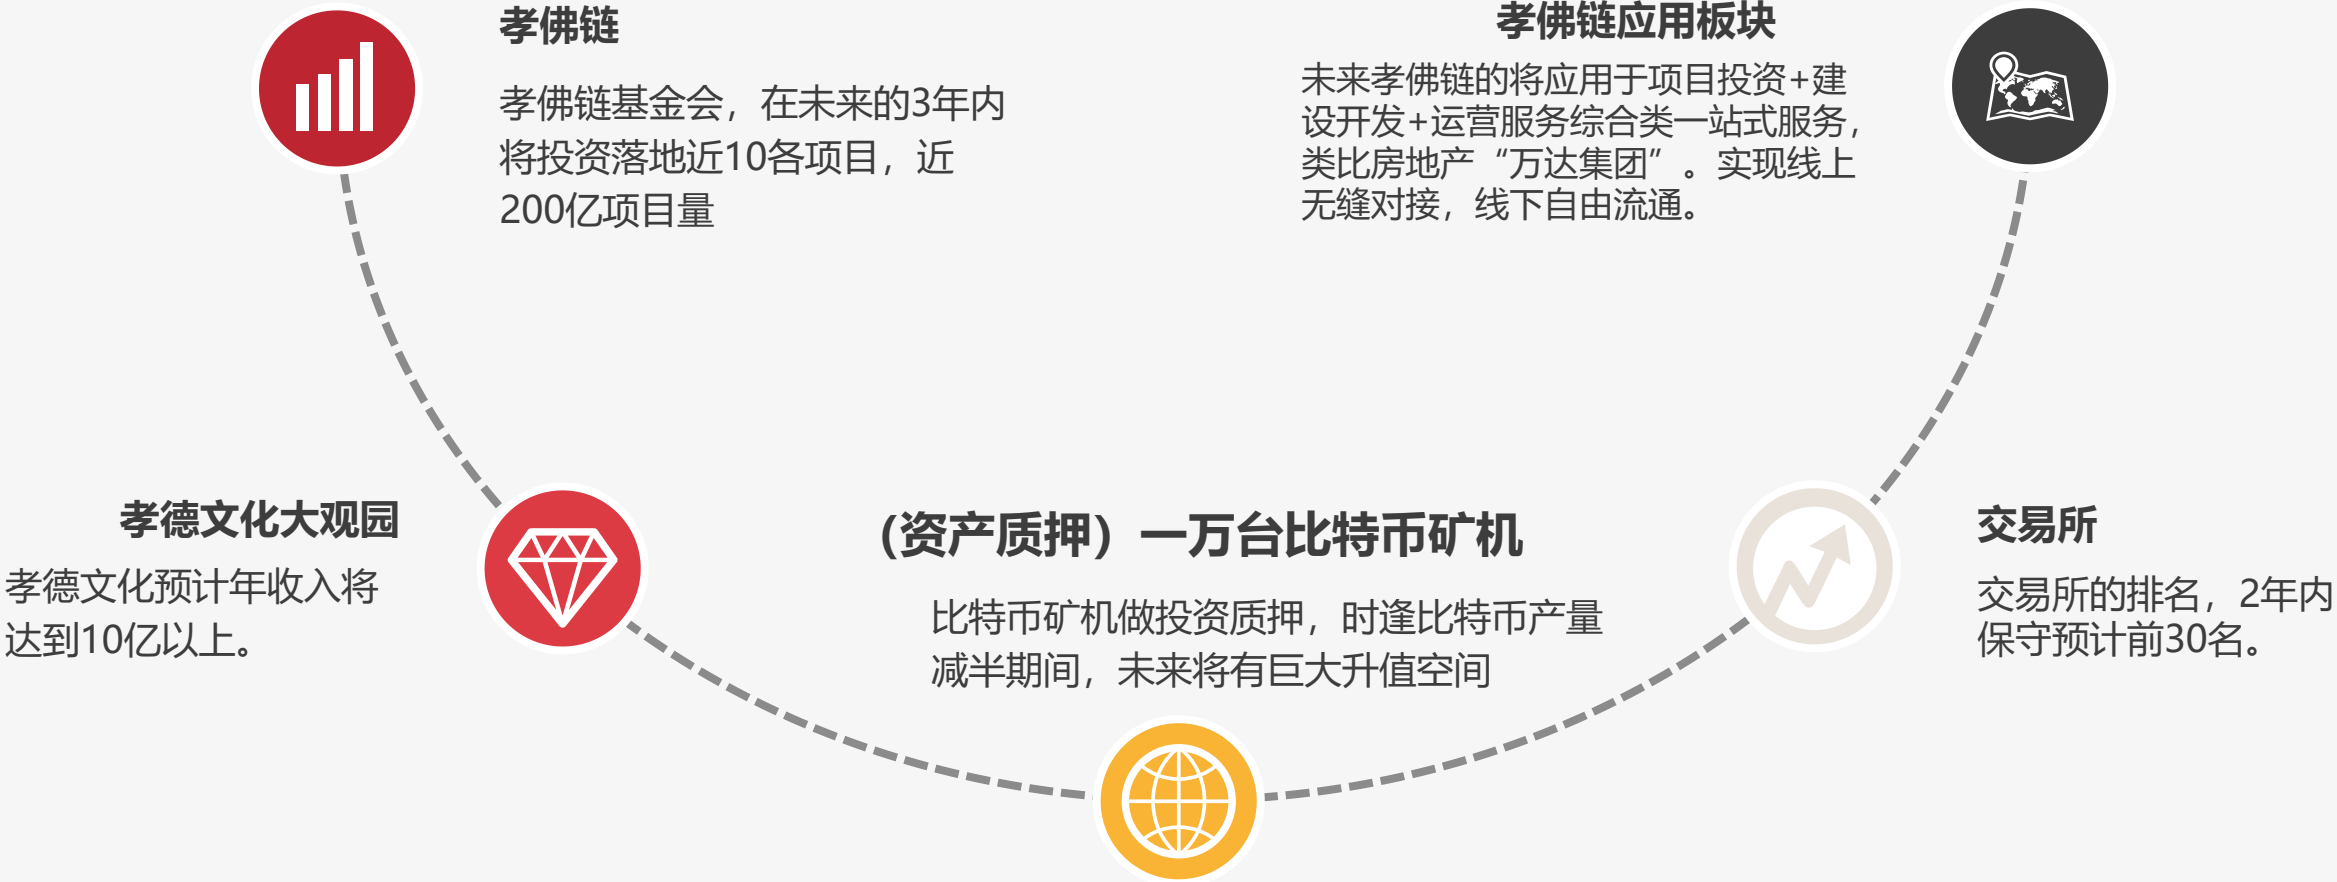 孝佛链
孝佛链基金会，在未来的3年内
将投资落地近10各项目，近
200亿项目量
孝佛链应用板块
未来孝佛链的将应用于项目投资+建
设开发+运营服务综合类一站式服务，
类比房地产“万达集团”。实现线上
无缝对接，线下自由流通。
孝德文化大观园
孝德文化预计年收入将
达到10亿以上。
（资产质押）一万台比特币矿机
比特币矿机做投资质押，时逢比特币产量
减半期间，未来将有巨大升值空间
交易所
交易所的排名，2年内
保守预计前30名。